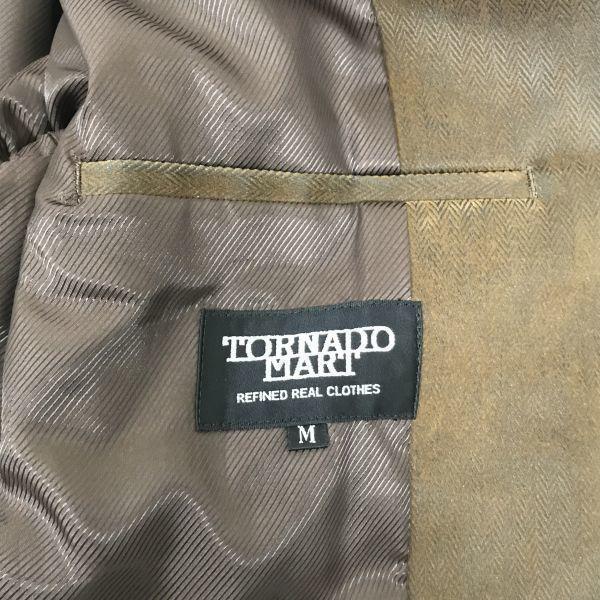 TORNADO
MART
REFINED REAL CLOTHES
M